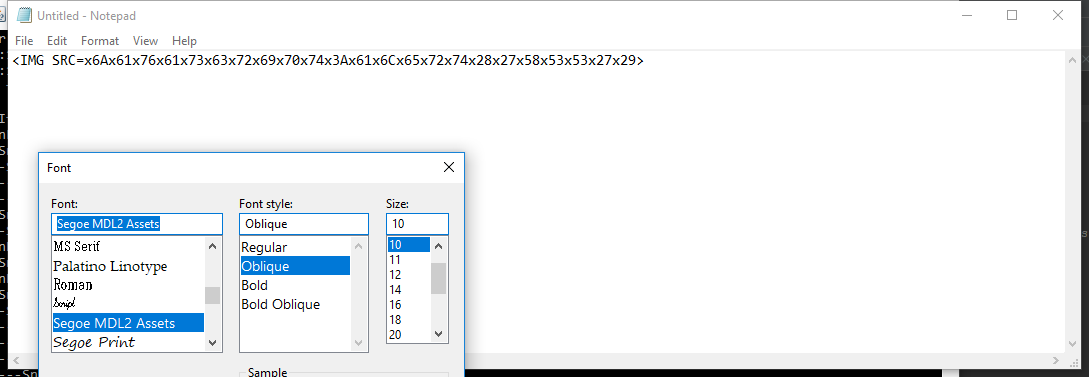 Untitled - Notepad
File Edit Format View Help
<IMG SRC=x6Ax61x76x61x73x63x72x69x70x74x3Ax61x6Cx65x72x74x28x27x58x53x53x27x29>
Font
Font:
Font style:
Size:
Segoe MDL2 Assets
Oblique
10
MS Serif
Palatino Linotype
Roman
Script
Segoe MDL2 Assets
Segoe Print
Regular
Oblique
Bold
Bold Oblique
10
11
12
14
16
18
20
Sample